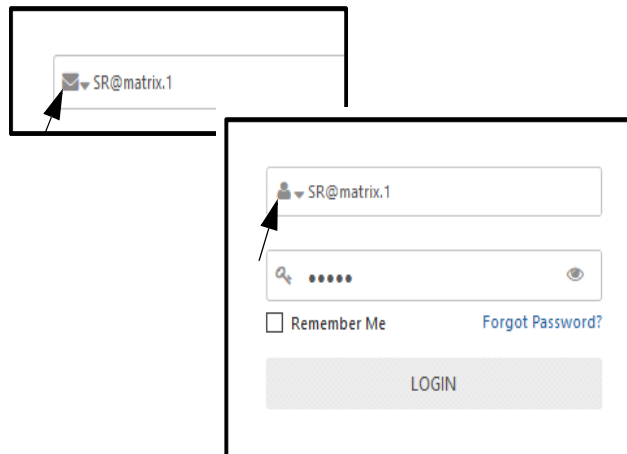 SR@matrix.1
SR@matrix.1
•••••
Remember Me Forgot Password?
LOGIN